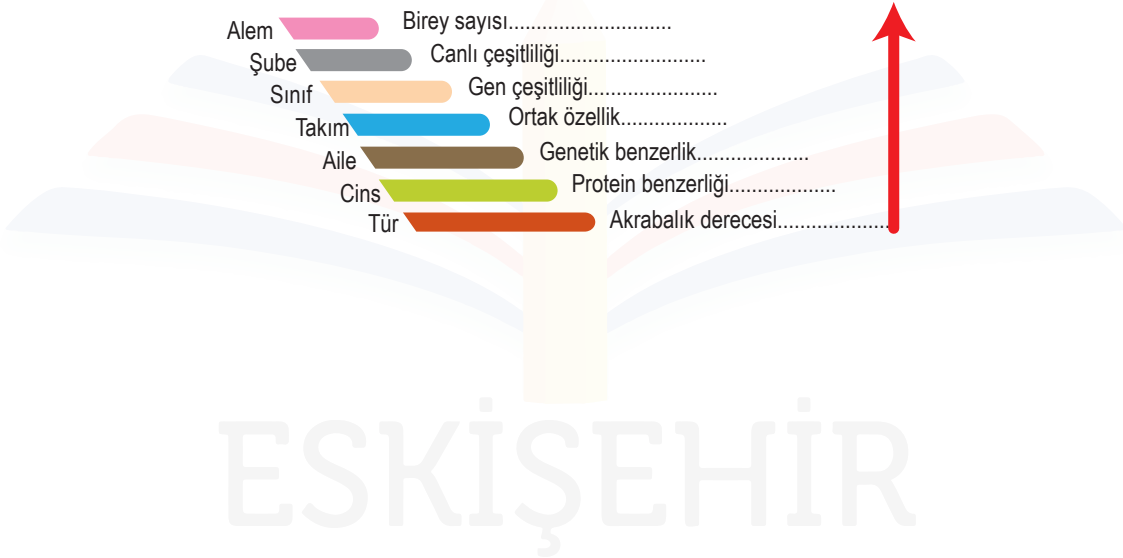 Alem Birey sayısı............................
Şube Canlı çeşitliliği.........................
Sınıf Gen çeşitliliği......................
Takım Ortak özellik..................
Aile Genetik benzerlik...................
Cins Protein benzerliği..................
Tür Akrabalık derecesi...................
ESKİŞEHİR